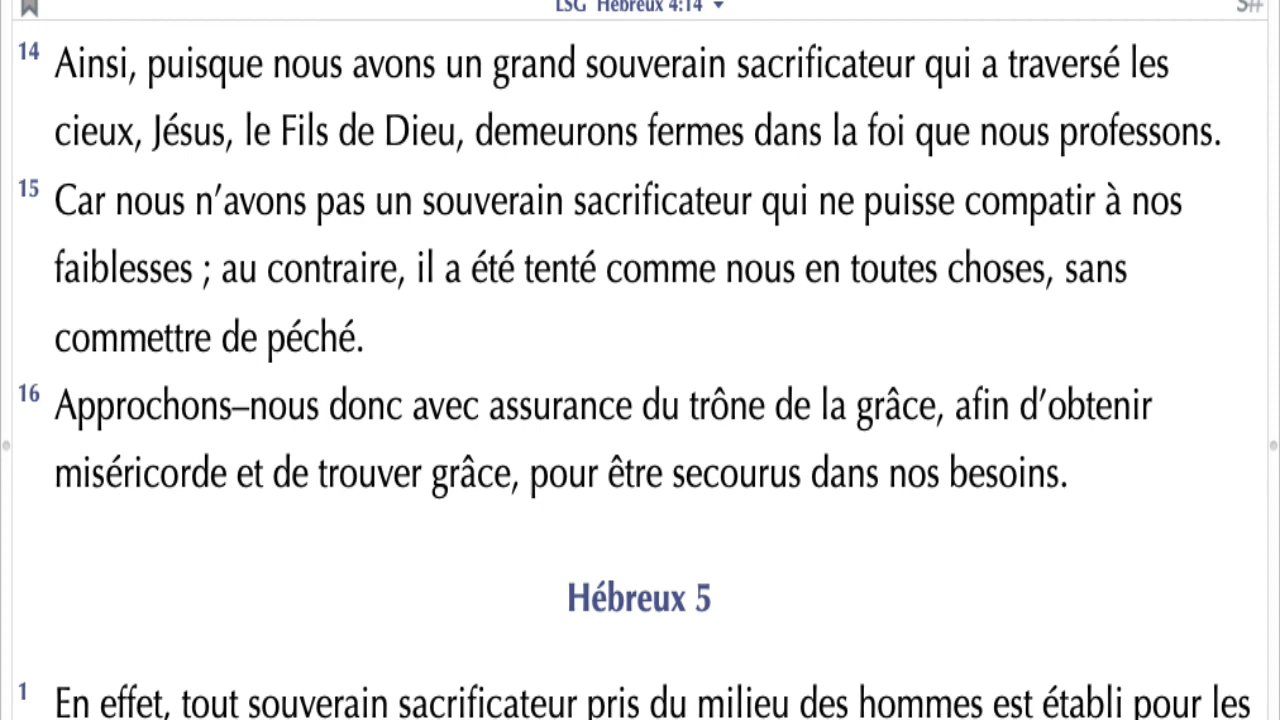 LSG Hébreux 4:14
14 Ainsi, puisque nous avons un grand souverain sacrificateur qui a traversé les
cieux, Jésus, le Fils de Dieu, demeurons fermes dans la foi que nous professons.
15 Car nous n’avons pas un souverain sacrificateur qui ne puisse compatir à nos
faiblesses ; au contraire, il a été tenté comme nous en toutes choses, sans
commettre de péché.
16 Approchons–nous donc avec assurance du trône de la grâce, afin d’obtenir
miséricorde et de trouver grâce, pour être secourus dans nos besoins.
Hébreux 5
1 En effet, tout souverain sacrificateur pris du milieu des hommes est établi pour les